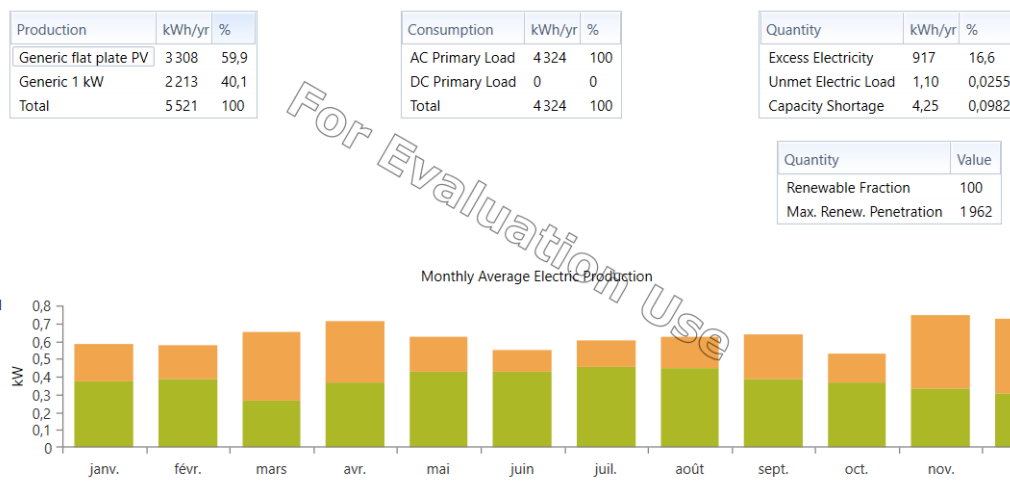 Production kWh/yr %
Generic flat plate PV 3 308 59,9
Generic 1 kW 2 213 40,1
Total 5 521 100
Consumption kWh/yr %
AC Primary Load 4 324 100
DC Primary Load 0 0
Total 4 324 100
Quantity kWh/yr %
Excess Electricity 917 16,6
Unmet Electric Load 1,10 0,0255
Capacity Shortage 4,25 0,0982
Quantity Value
Renewable Fraction 100
Max. Renew. Penetration 1 962
For Evaluation Use
Monthly Average Electric Production
kW
0,8
0,7
0,6
0,5
0,4
0,3
0,2
0,1
0
janv. févr. mars avr. mai juin juil. août sept. oct. nov.